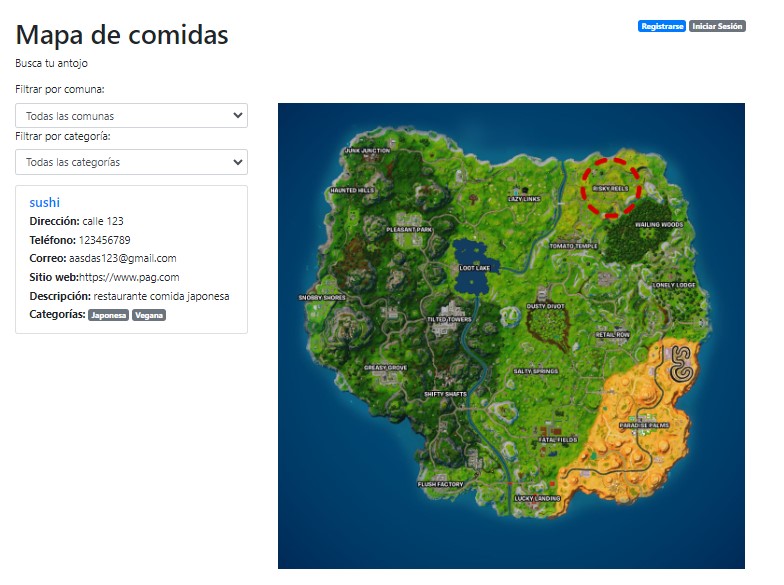 Mapa de comidas
Registrarse Iniciar Sesión
Busca tu antojo
Filtrar por comuna:
Todas las comunas
Filtrar por categoría:
Todas las categorías
sushi
Dirección: calle 123
Teléfono: 123456789
Correo: aasdas123@gmail.com
Sitio web:https://www.pag.com
Descripción: restaurante comida japonesa
Categorías: Japonesa Vegana
JUNK JUNCTION
HAUNTED HILLS
RISKY REELS
LAZY LINKS
PLEASANT PARK
WAILING WOODS
TOMATO TEMPLE
LOOT LAKE
LONELY LODGE
SNOBBY SHORES
DUSTY DIVOT
TILTED TOWERS
RETAIL ROW
GREASY GROVE
SALTY SPRINGS
SHIFTY SHAFTS
PARADISE PALMS
FATAL FIELDS
FLUSH FACTORY
LUCKY LANDING